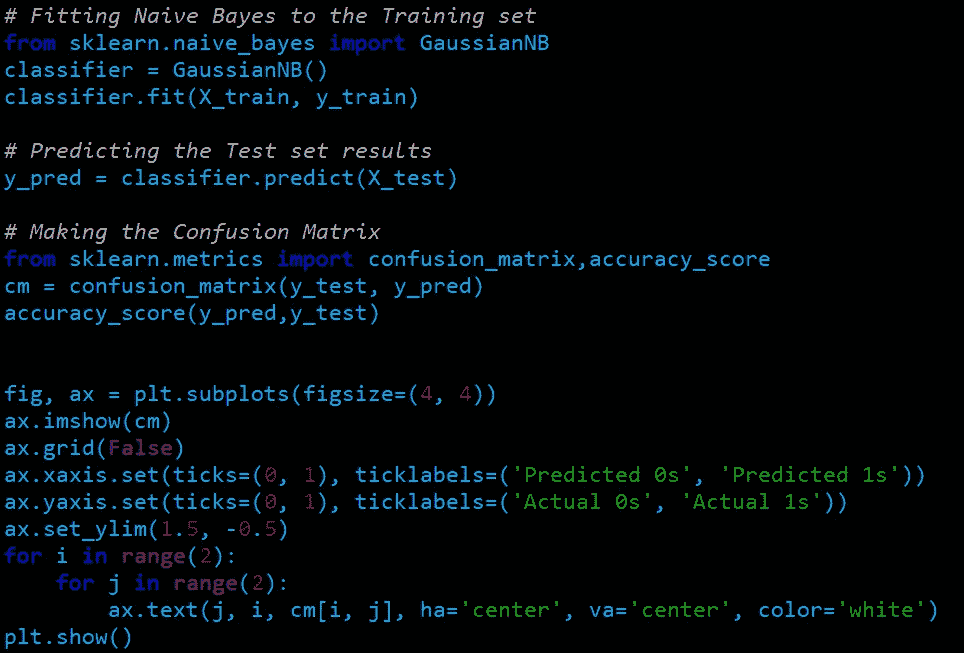 # Fitting Naive Bayes to the Training set
from sklearn.naive_bayes import GaussianNB
classifier = GaussianNB()
classifier.fit(X_train, y_train)
# Predicting the Test set results
y_pred = classifier.predict(X_test)
# Making the Confusion Matrix
from sklearn.metrics import confusion_matrix,accuracy_score
cm = confusion_matrix(y_test, y_pred)
accuracy_score(y_pred,y_test)
fig, ax = plt.subplots(figsize=(4, 4))
ax.imshow(cm)
ax.grid(False)
ax.xaxis.set(ticks=(0, 1), ticklabels=('Predicted 0s', 'Predicted 1s'))
ax.yaxis.set(ticks=(0, 1), ticklabels=('Actual 0s', 'Actual 1s'))
ax.set_ylim(1.5, -0.5)
for i in range(2):
    for j in range(2):
        ax.text(j, i, cm[i, j], ha='center', va='center', color='white')
plt.show()